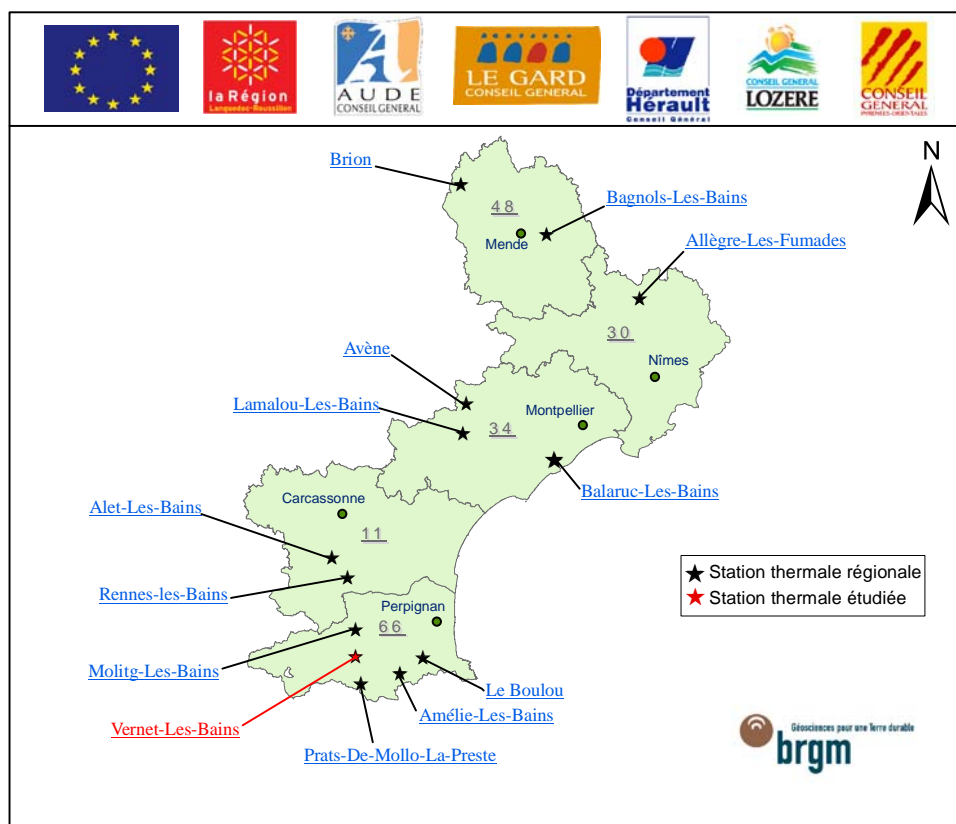 la Région
Languedoc-Roussillon
AUDE
CONSEIL GENERAL
LE GARD
CONSEIL GENERAL
Département
Hérault
Conseil Général
CONSEIL GENERAL
LOZERE
CONSEIL
GENERAL
PYRENEES-ORIENTALES
N
Brion
48
Bagnols-Les-Bains
Mende
Allègre-Les-Fumades
30
Avène
Nîmes
Lamalou-Les-Bains
Montpellier
34
Balaruc-Les-Bains
Carcassonne
Alet-Les-Bains
11
Station thermale régionale
Station thermale étudiée
Rennes-les-Bains
Perpignan
66
Molitg-Les-Bains
Le Boulou
Amélie-Les-Bains
Vernet-Les-Bains
Prats-De-Mollo-La-Preste
Géosciences pour une Terre durable
brgm